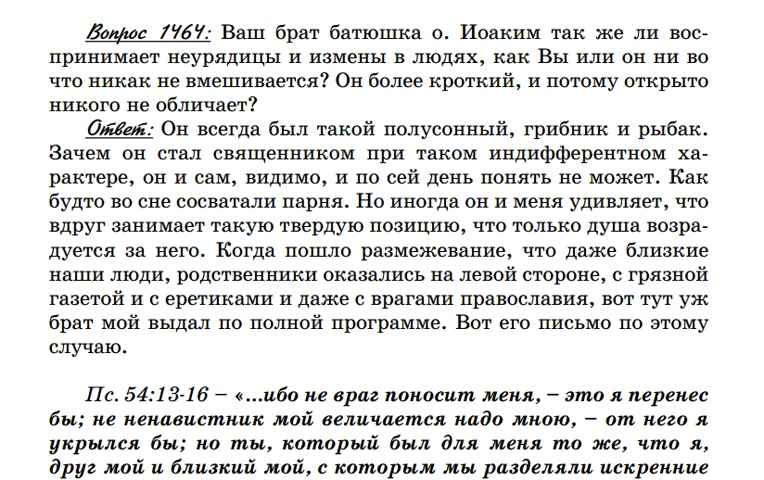 Вопрос 1464: Ваш брат батюшка о. Иоаким так же ли вос-
принимает неурядицы и измены в людях, как Вы или он ни во
что никак не вмешивается? Он более кроткий, и потому открыто
никого не обличает?
Ответ: Он всегда был такой полусонный, грибник и рыбак.
Зачем он стал священником при таком индифферентном ха-
рактере, он и сам, видимо, и по сей день понять не может. Как
будто во сне сосватали парня. Но иногда он и меня удивляет, что
вдруг занимает такую твердую позицию, что только душа возра-
дуется за него. Когда пошло размежевание, что даже близкие
наши люди, родственники оказались на левой стороне, с грязной
газетой и с еретиками и даже с врагами православия, вот тут уж
брат мой выдал по полной программе. Вот его письмо по этому
случаю.
Пс. 54:13-16 – «...ибо не враг поносит меня, – это я перенес
бы; не ненавистник мой величается надо мною, – от него я
укрылся бы; но ты, который был для меня то же, что я,
друг мой и близкий мой, с которым мы разделяли искренние